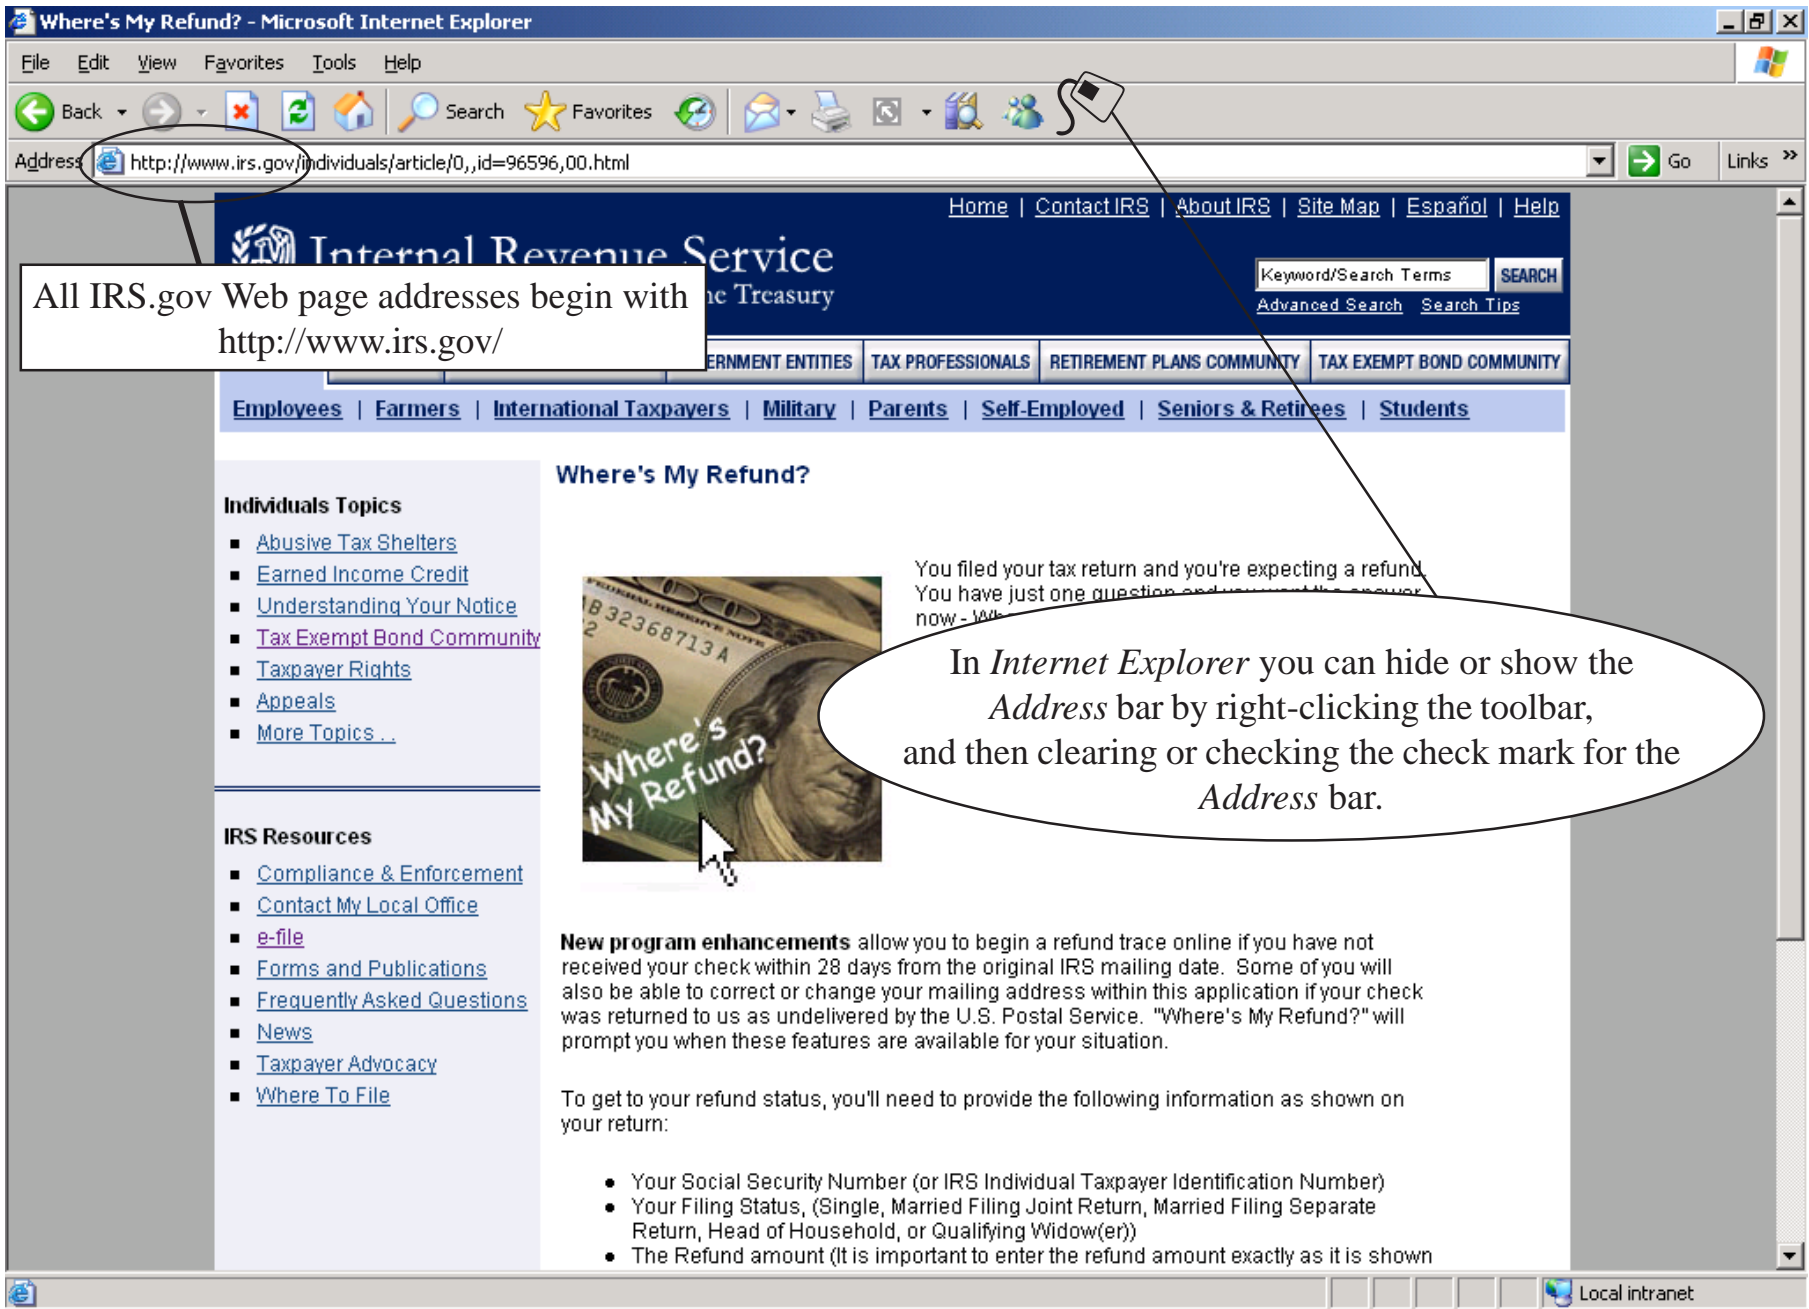 Where's My Refund? - Microsoft Internet Explorer
File Edit View Favorites Tools Help
Back Search Favorites
Address http://www.irs.gov/individuals/article/0,,id=96596,00.html Go Links »
Home | Contact IRS | About IRS | Site Map | Español | Help
Internal Revenue Service
Treasury
Keyword/Search Terms SEARCH
Advanced Search Search Tips
All IRS.gov Web page addresses begin with
http://www.irs.gov/
ENTITIES TAX PROFESSIONALS RETIREMENT PLANS COMMUNITY TAX EXEMPT BOND COMMUNITY
Employees | Farmers | International Taxpayers | Military | Parents | Self-Employed | Seniors & Retirees | Students
Individuals Topics
Abusive Tax Shelters
Earned Income Credit
Understanding Your Notice
Tax Exempt Bond Community
Taxpayer Rights
Appeals
More Topics . .
IRS Resources
Compliance & Enforcement
Contact My Local Office
e-file
Forms and Publications
Frequently Asked Questions
News
Taxpayer Advocacy
Where To File
Where's My Refund?
You filed your tax return and you're expecting a refund.
You have just one question and you want the answer
now -
FEDERAL RESERVE NOTE
32368713 A
Where's
My Refund?
In Internet Explorer you can hide or show the
Address bar by right-clicking the toolbar,
and then clearing or checking the check mark for the
Address bar.
New program enhancements allow you to begin a refund trace online if you have not
received your check within 28 days from the original IRS mailing date. Some of you will
also be able to correct or change your mailing address within this application if your check
was returned to us as undelivered by the U.S. Postal Service. "Where's My Refund?" will
prompt you when these features are available for your situation.
To get to your refund status, you'll need to provide the following information as shown on
your return:
Your Social Security Number (or IRS Individual Taxpayer Identification Number)
Your Filing Status, (Single, Married Filing Joint Return, Married Filing Separate
Return, Head of Household, or Qualifying Widow(er))
The Refund amount (It is important to enter the refund amount exactly as it is shown
Local intranet